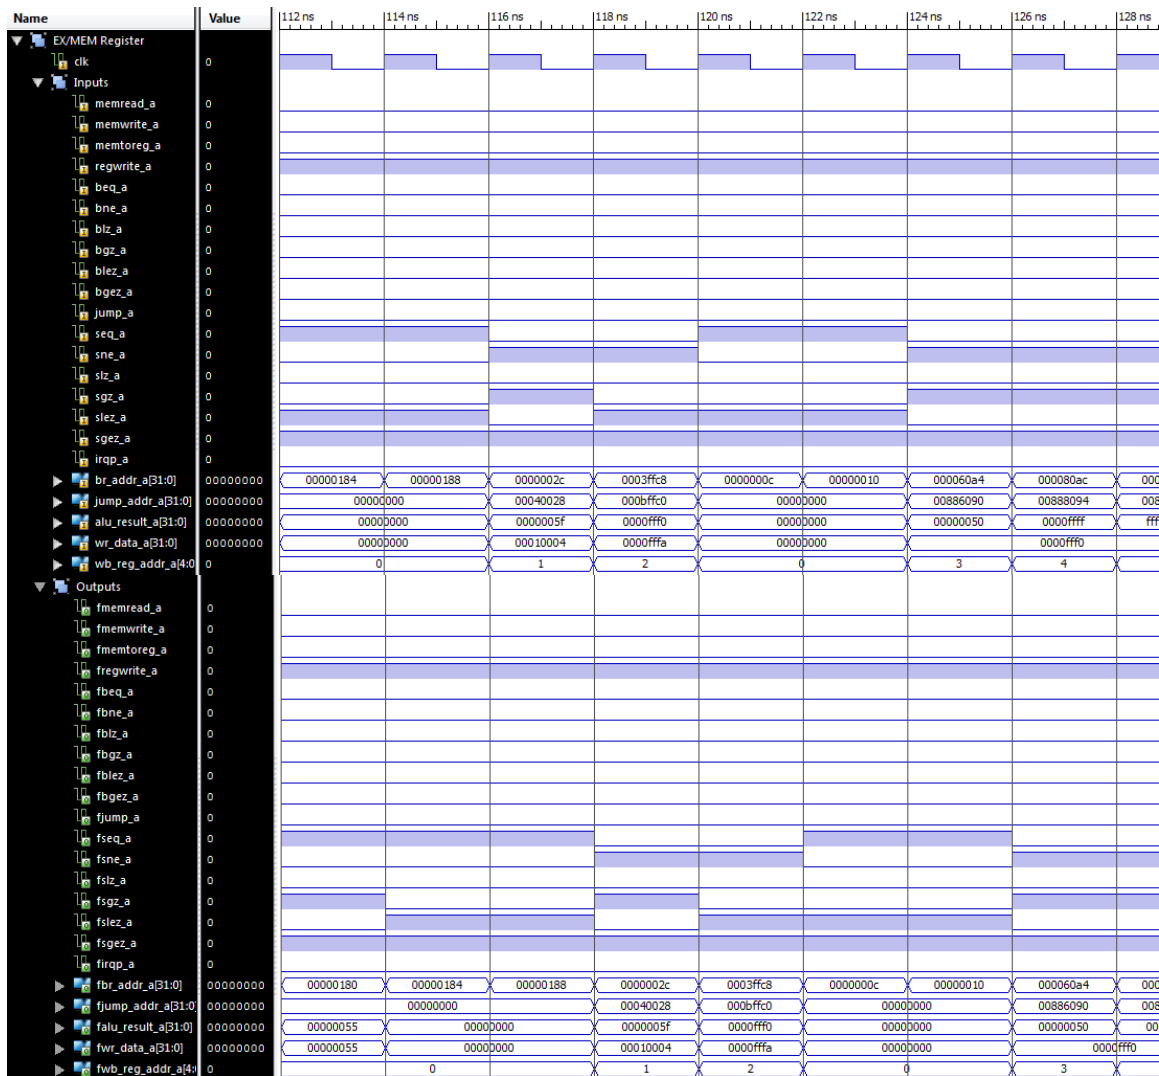 Name Value 112 ns 114 ns 116 ns 118 ns 120 ns 122 ns 124 ns 126 ns 128 ns
EX/MEM Register
clk 0
Inputs
memread_a 0
memwrite_a 0
memtoreg_a 0
regwrite_a 0
beq_a 0
bne_a 0
blz_a 0
bgz_a 0
blez_a 0
bgez_a 0
jump_a 0
seq_a 0
sne_a 0
slz_a 0
sgz_a 0
slez_a 0
sgez_a 0
irqp_a 0
br_addr_a[31:0] 00000000 00000184 00000188 0000002c 0003ffc8 0000000c 00000010 000060a4 000080ac 000
jump_addr_a[31:0] 00000000 00000000 00040028 000bffc0 00000000 00886090 00888094 008
alu_result_a[31:0] 00000000 00000000 0000005f 0000fff0 00000000 00000050 0000ffff fff
wr_data_a[31:0] 00000000 00000000 00010004 0000fffa 00000000 0000fff0
wb_reg_addr_a[4:0 0 0 1 2 0 3 4
Outputs
fmemread_a 0
fmemwrite_a 0
fmemtoreg_a 0
fregwrite_a 0
fbeq_a 0
fbne_a 0
fblz_a 0
fbgz_a 0
fblez_a 0
fbgez_a 0
fjump_a 0
fseq_a 0
fsne_a 0
fslz_a 0
fsgz_a 0
fslez_a 0
fsgez_a 0
firqp_a 0
fbr_addr_a[31:0] 00000000 00000180 00000184 00000188 0000002c 0003ffc8 0000000c 00000010 000060a4 000
fjump_addr_a[31:0 00000000 00000000 00040028 000bffc0 00000000 00886090 008
falu_result_a[31:0] 00000000 00000055 00000000 0000005f 0000fff0 00000000 00000050 00
fwr_data_a[31:0] 00000000 00000055 00000000 00010004 0000fffa 00000000 0000fff0
fwb_reg_addr_a[4: 0 0 1 2 0 3